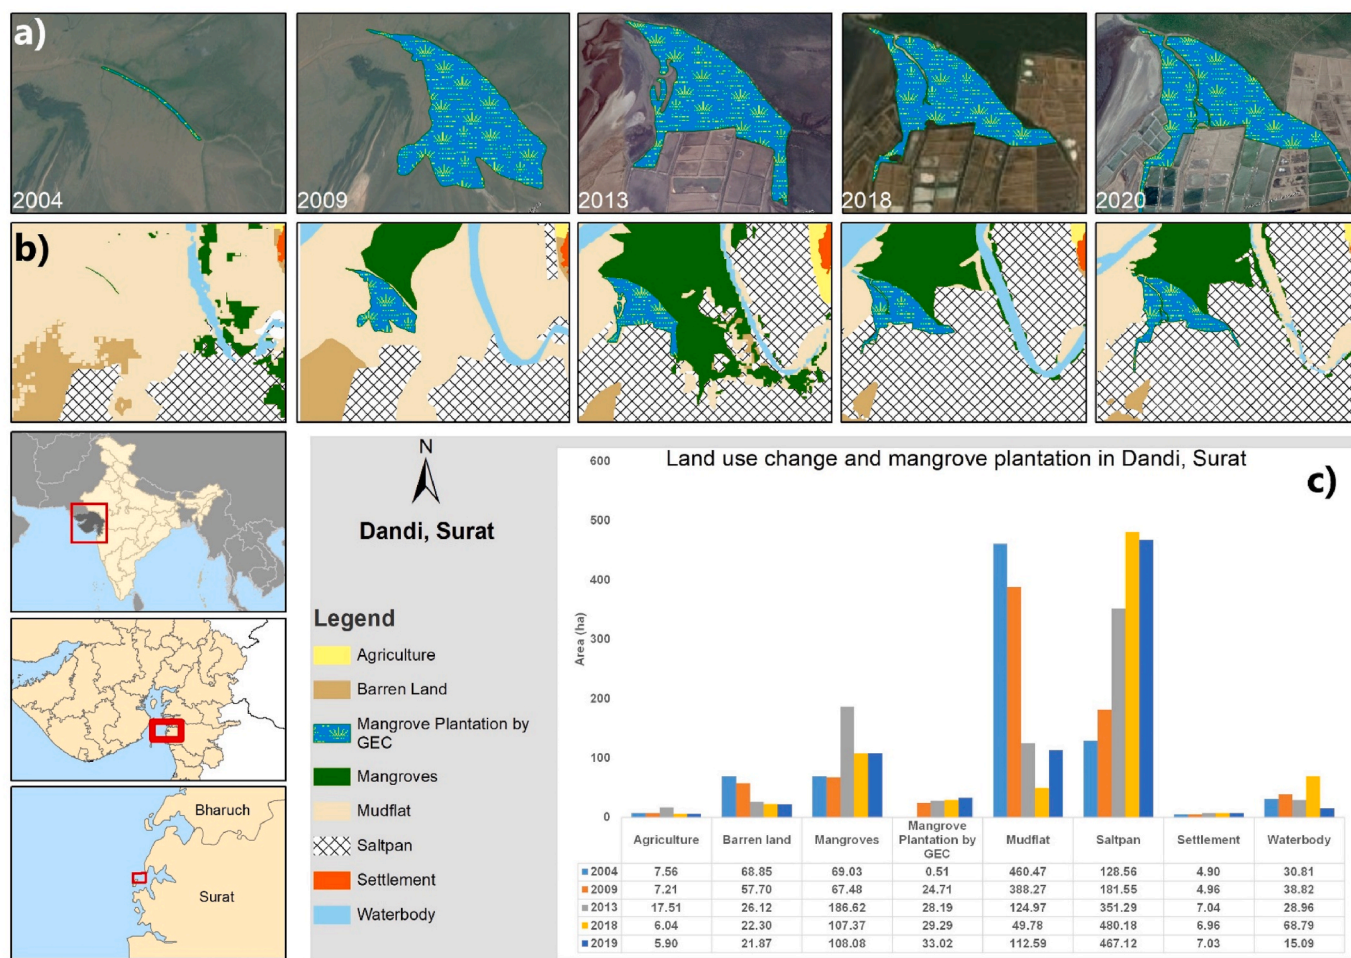 a)
2004
2009
2013
2018
2020
b)
Bharuch
Surat
N
Dandi, Surat
Legend
Agriculture
Barren Land
Mangrove Plantation by
GEC
Mangroves
Mudflat
Saltpan
Settlement
Waterbody
Land use change and mangrove plantation in Dandi, Surat
c)
Area (ha)
600
500
400
300
200
100
0
Agriculture Barren land Mangroves Mangrove Plantation by GEC Mudflat Saltpan Settlement Waterbody
2004 7.56 68.85 69.03 0.51 460.47 128.56 4.90 30.81
2009 7.21 57.70 67.48 24.71 388.27 181.55 4.96 38.82
2013 17.51 26.12 186.62 28.19 124.97 351.29 7.04 28.96
2018 6.04 22.30 107.37 29.29 49.78 480.18 6.96 68.79
2019 5.90 21.87 108.08 33.02 112.59 467.12 7.03 15.09